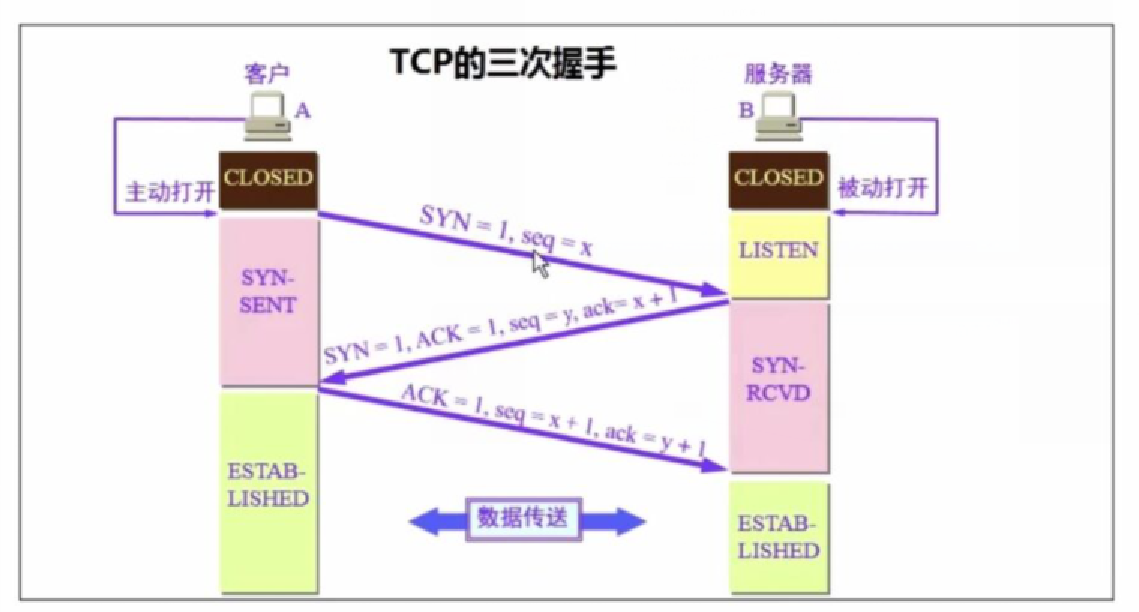 TCP的三次握手
客户
服务器
A
B
CLOSED
CLOSED
主动打开
被动打开
SYN = 1, seq = x
LISTEN
SYN-
SENT
SYN = 1, ACK = 1, seq = y, ack= x + 1
SYN-
RCVD
ACK = 1, seq = x + 1, ack = y + 1
ESTAB-
LISHED
数据传送
ESTAB-
LISHED